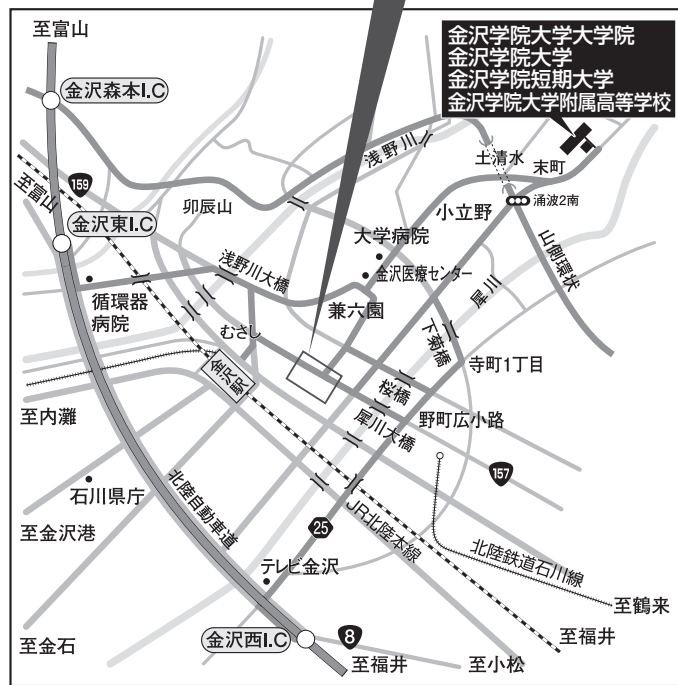 至富山
金沢学院大学大学院
金沢学院大学
金沢学院短期大学
金沢学院大学附属高等学校
金沢森本I.C
浅野川
土清水
末町
159
至富山
卯辰山
小立野
涌波2南
金沢東I.C
大学病院
浅野川大橋
金沢医療センター
犀川
山側環状
循環器
病院
兼六園
むさし
下菊橋
寺町1丁目
金沢駅
桜橋
至内灘
犀川大橋
野町広小路
157
石川県庁
北陸自動車道
25
JR北陸本線
至金沢港
テレビ金沢
北陸鉄道石川線
至鶴来
至金石
金沢西I.C
8
至福井
至小松
至福井